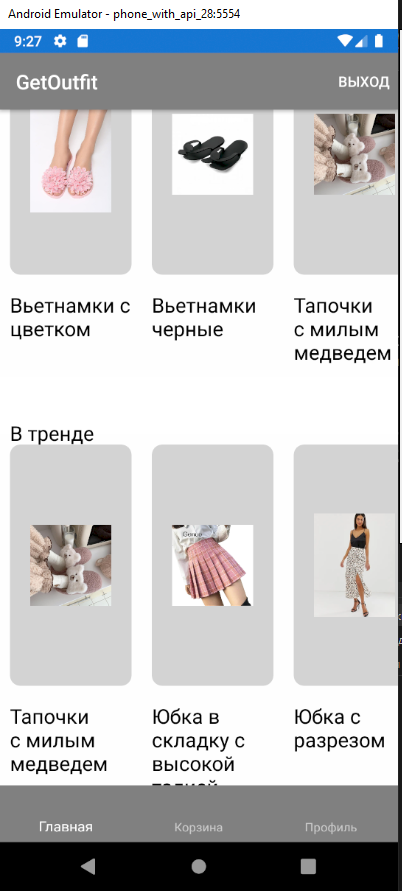 Android Emulator - phone_with_api_28:5554
9:27
GetOutfit
ВЫХОД
Вьетнамки с
цветком
Вьетнамки
черные
Тапочки
с милым
медведем
В тренде
Тапочки
с милым
медведем
Юбка в
складку с
высокой
талией
Юбка с
разрезом
Главная
Корзина
Профиль